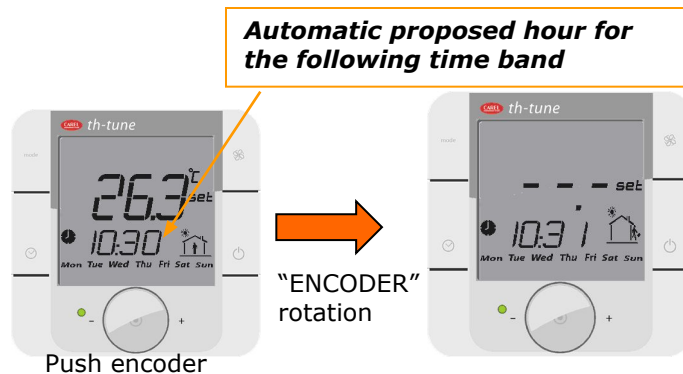 Automatic proposed hour for
the following time band
CAREL th-tune
mode
26.3 °C
set
10:30
Mon Tue Wed Thu Fri Sat Sun
- +
Push encoder
"ENCODER"
rotation
CAREL th-tune
mode
- - - set
10:31
Mon Tue Wed Thu Fri Sat Sun
- +